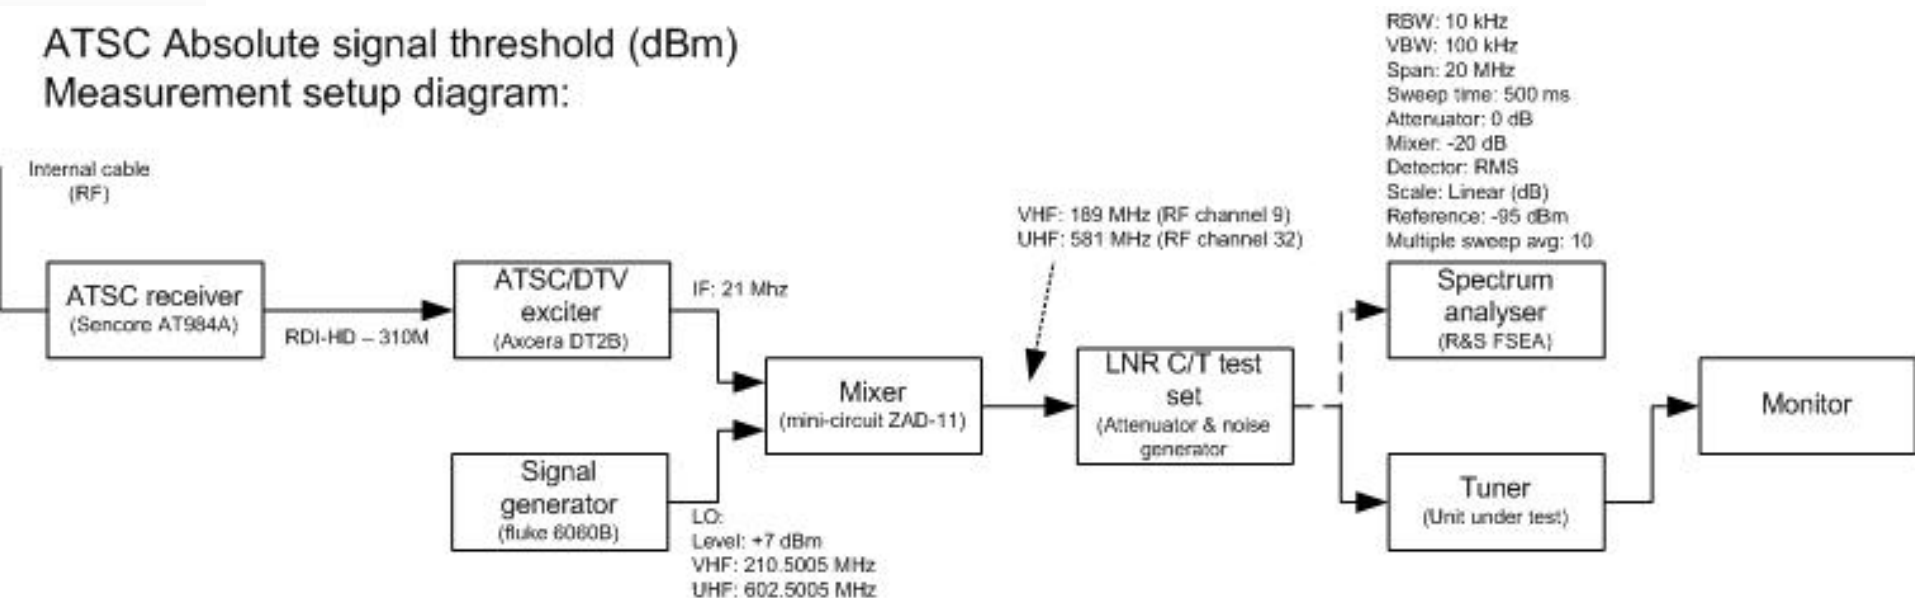 ATSC Absolute signal threshold (dBm)
Measurement setup diagram:
RBW: 10 kHz
VBW: 100 kHz
Span: 20 MHz
Sweep time: 500 ms
Attenuator: 0 dB
Mixer: -20 dB
Detector: RMS
Scale: Linear (dB)
Reference: -95 dBm
Multiple sweep avg: 10
Internal cable
(RF)
VHF: 189 MHz (RF channel 9)
UHF: 581 MHz (RF channel 32)
ATSC receiver
(Sencore AT984A)
RDI-HD – 310M
ATSC/DTV
exciter
(Axcera DT2B)
IF: 21 Mhz
Mixer
(mini-circuit ZAD-11)
Signal
generator
(fluke 6060B)
LO:
Level: +7 dBm
VHF: 210.5005 MHz
UHF: 602.5005 MHz
LNR C/T test
set
(Attenuator & noise
generator
Spectrum
analyser
(R&S FSEA)
Tuner
(Unit under test)
Monitor